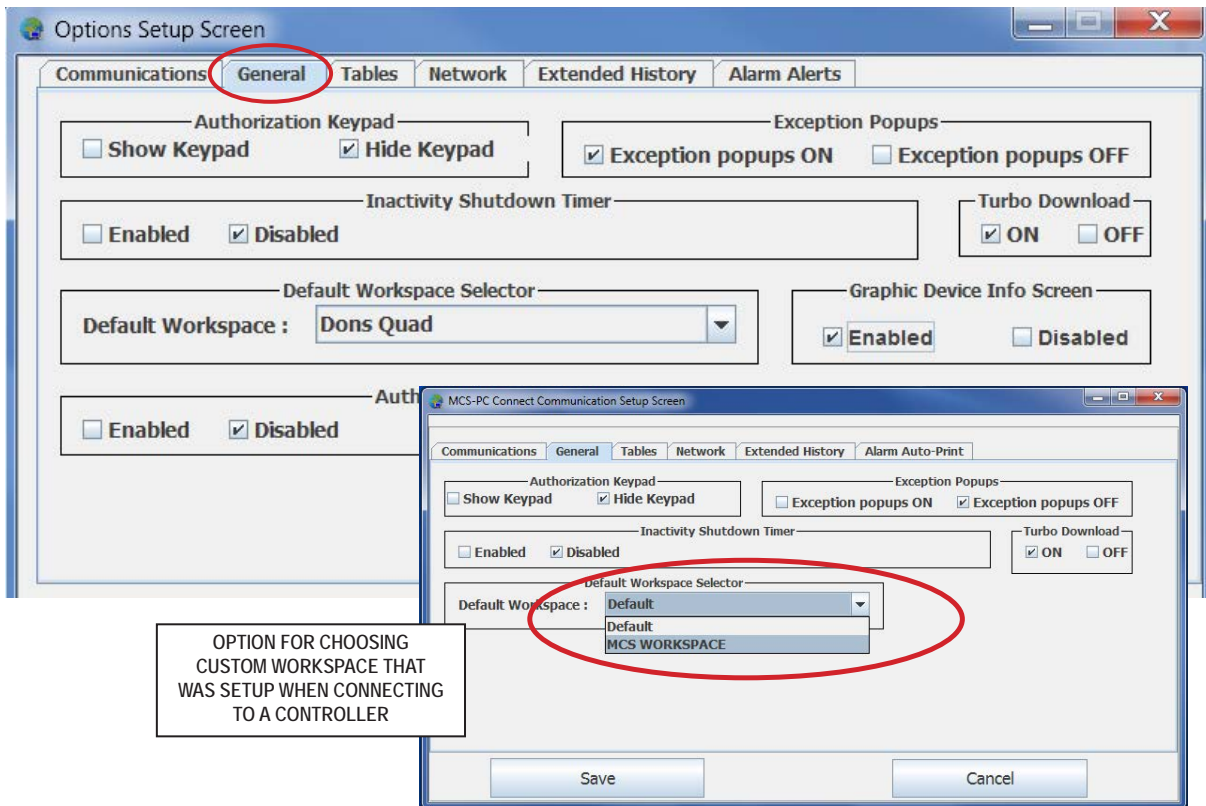 Options Setup Screen
Communications General Tables Network Extended History Alarm Alerts
Authorization Keypad
Show Keypad Hide Keypad
Exception Popups
Exception popups ON Exception popups OFF
Inactivity Shutdown Timer
Enabled Disabled
Turbo Download
ON OFF
Default Workspace Selector
Default Workspace : Dons Quad
Graphic Device Info Screen
Enabled Disabled
Auth
Enabled Disabled
MCS-PC Connect Communication Setup Screen
Communications General Tables Network Extended History Alarm Auto-Print
Authorization Keypad
Show Keypad Hide Keypad
Exception Popups
Exception popups ON Exception popups OFF
Inactivity Shutdown Timer
Enabled Disabled
Turbo Download
ON OFF
Default Workspace Selector
Default Workspace : Default
Default
MCS WORKSPACE
Save Cancel
OPTION FOR CHOOSING
CUSTOM WORKSPACE THAT
WAS SETUP WHEN CONNECTING
TO A CONTROLLER